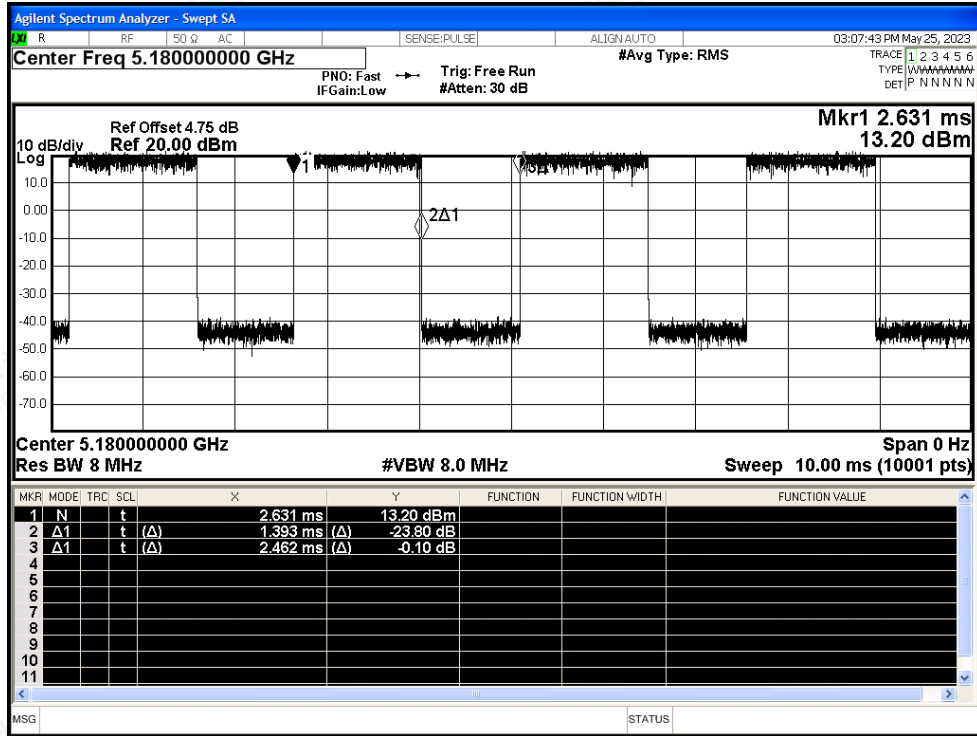 Agilent Spectrum Analyzer - Swept SA
LXI R RF 50 Ω AC SENSE:PULSE ALIGN AUTO 03:07:43 PM May 25, 2023
Center Freq 5.180000000 GHz
#Avg Type: RMS
TRACE 1 2 3 4 5 6
PNO: Fast Trig: Free Run
TYPE WWWWWW
IFGain:Low #Atten: 30 dB
DET P N N N N N
Mkr1 2.631 ms
Ref Offset 4.75 dB
10 dB/div Ref 20.00 dBm 13.20 dBm
Log
1
3Δ1
10.0
0.00
2Δ1
-10.0
-20.0
-30.0
-40.0
-50.0
-60.0
-70.0
Center 5.180000000 GHz Span 0 Hz
Res BW 8 MHz #VBW 8.0 MHz Sweep 10.00 ms (10001 pts)
MKR MODE TRC SCL X Y FUNCTION FUNCTION WIDTH FUNCTION VALUE
1 N t 2.631 ms 13.20 dBm
2 Δ1 t (Δ) 1.393 ms (Δ) -23.80 dB
3 Δ1 t (Δ) 2.462 ms (Δ) -0.10 dB
4
5
6
7
8
9
10
11
MSG STATUS